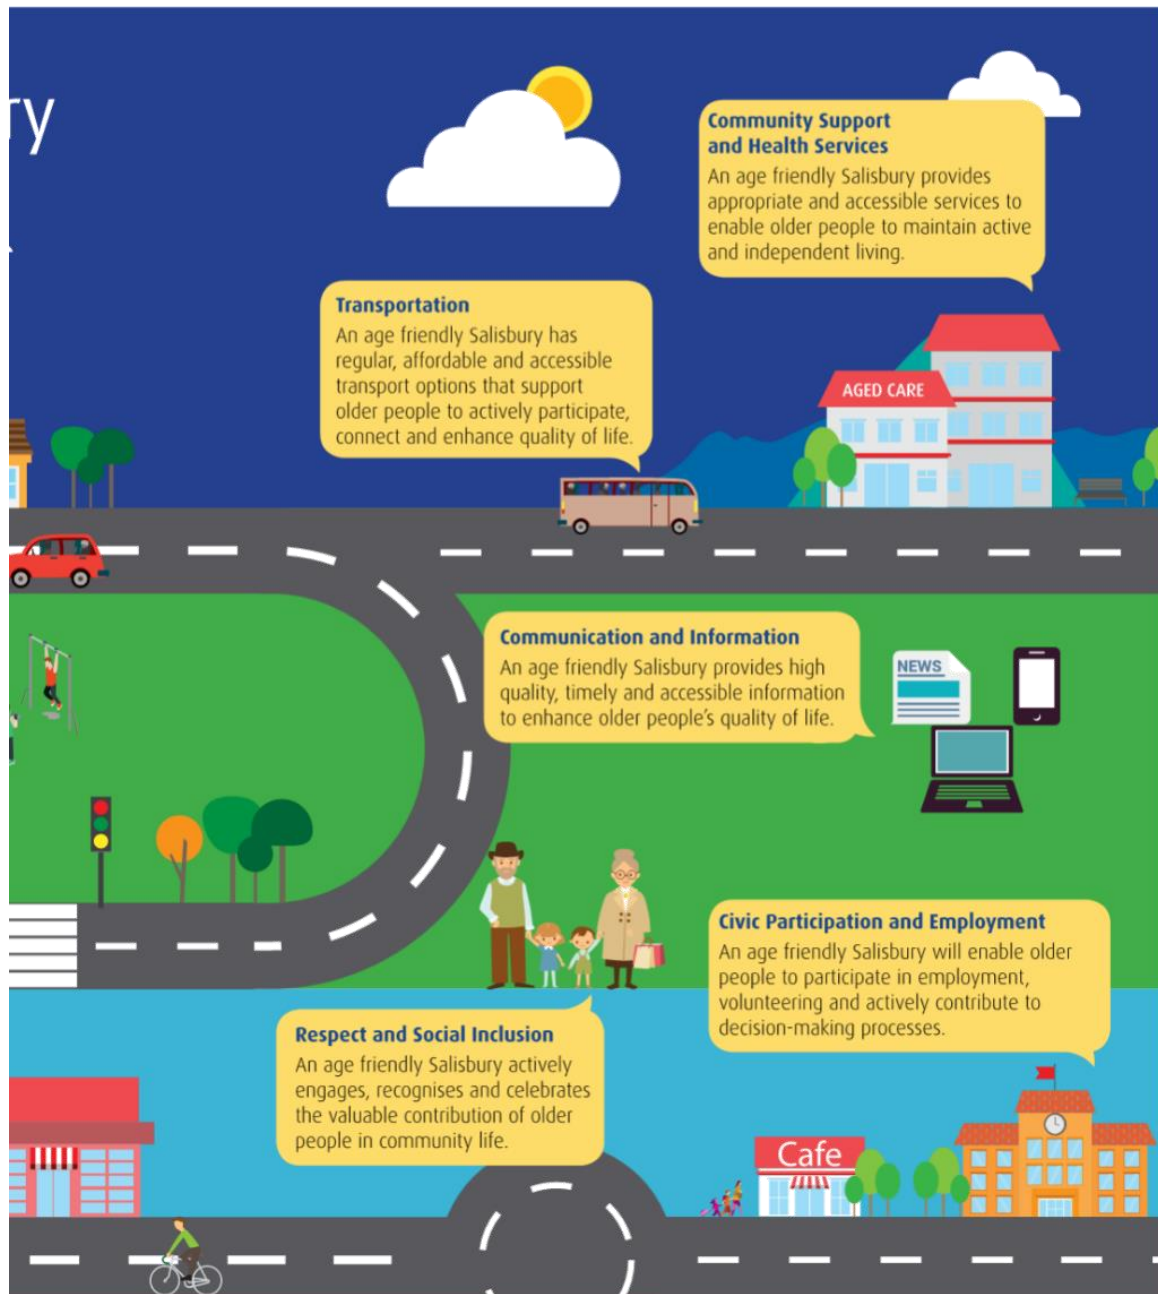 ry
Community Support
and Health Services
An age friendly Salisbury provides
appropriate and accessible services to
enable older people to maintain active
and independent living.
Transportation
An age friendly Salisbury has
regular, affordable and accessible
transport options that support
older people to actively participate,
connect and enhance quality of life.
AGED CARE
Communication and Information
An age friendly Salisbury provides high
quality, timely and accessible information
to enhance older people's quality of life.
NEWS
Civic Participation and Employment
An age friendly Salisbury will enable older
people to participate in employment,
volunteering and actively contribute to
decision-making processes.
Respect and Social Inclusion
An age friendly Salisbury actively
engages, recognises and celebrates
the valuable contribution of older
people in community life.
Cafe